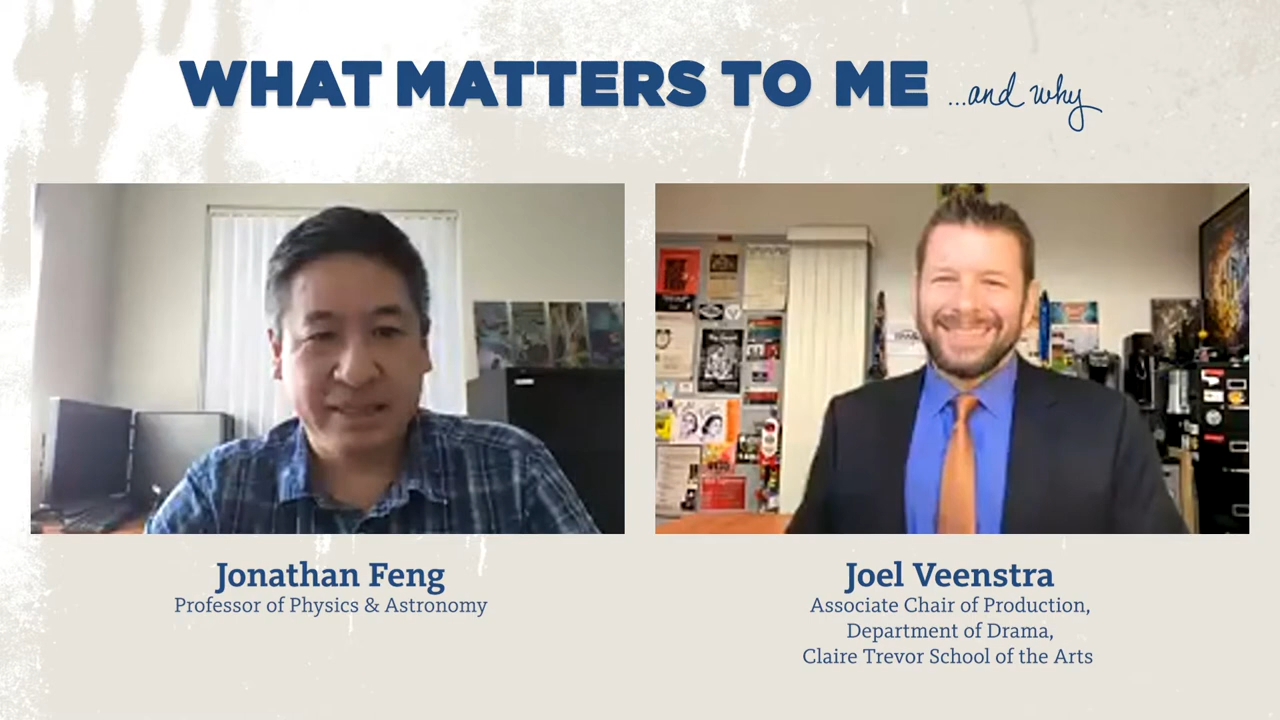 WHAT MATTERS TO ME ...and why
Jonathan Feng
Professor of Physics & Astronomy
Joel Veenstra
Associate Chair of Production,
Department of Drama,
Claire Trevor School of the Arts